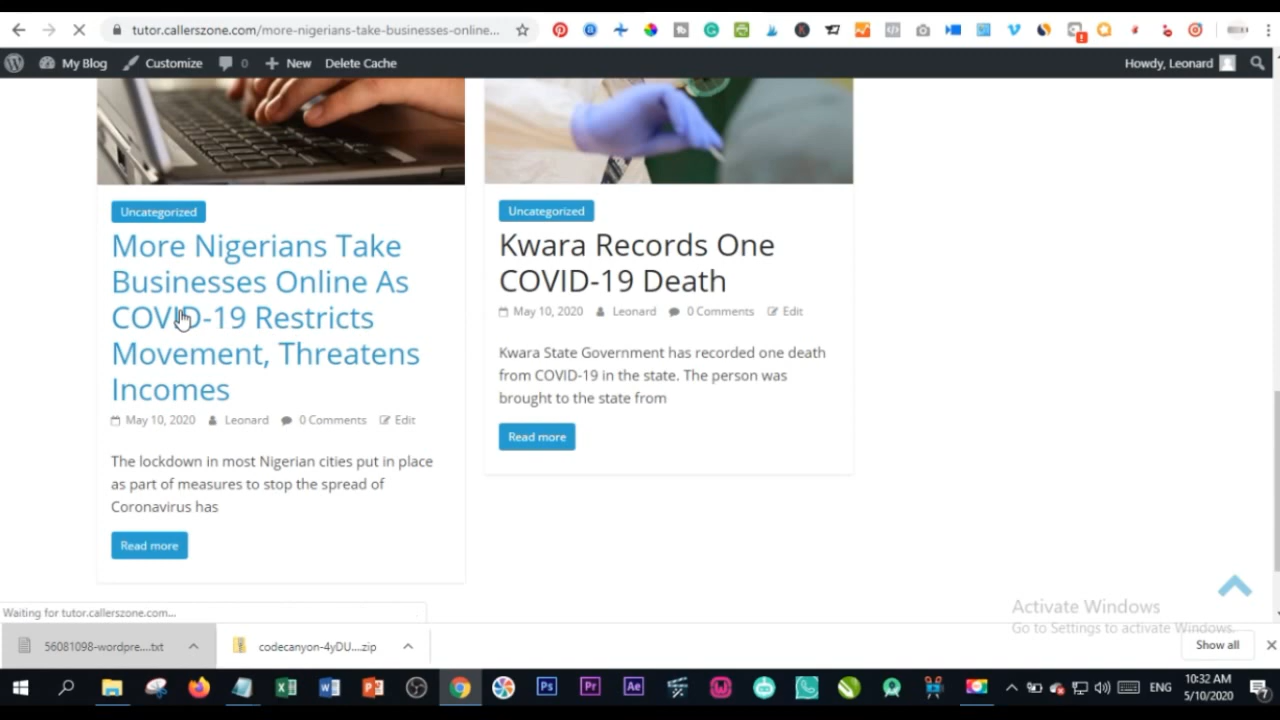 tutor.callerszone.com/more-nigerians-take-businesses-online...
My Blog
Customize
0
New
Delete Cache
Howdy, Leonard
Uncategorized
More Nigerians Take
Businesses Online As
COVID-19 Restricts
Movement, Threatens
Incomes
May 10, 2020
Leonard
0 Comments
Edit
The lockdown in most Nigerian cities put in place
as part of measures to stop the spread of
Coronavirus has
Read more
Uncategorized
Kwara Records One
COVID-19 Death
May 10, 2020
Leonard
0 Comments
Edit
Kwara State Government has recorded one death
from COVID-19 in the state. The person was
brought to the state from
Read more
Waiting for tutor.callerszone.com...
Activate Windows
Go to Settings to activate Windows.
56081098-wordpre....txt
codecanyon-4yDU....zip
Show all
Ps
Pr
Ae
ENG
10:32 AM
5/10/2020
7